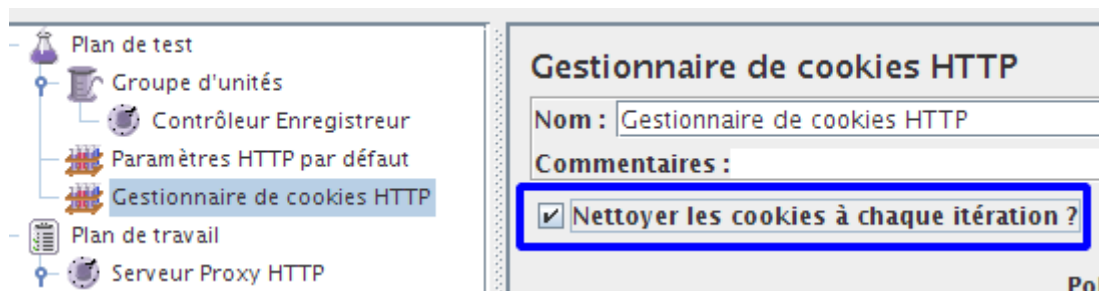 Plan de test
Groupe d'unités
Contrôleur Enregistreur
Paramètres HTTP par défaut
Gestionnaire de cookies HTTP
Plan de travail
Serveur Proxy HTTP
Gestionnaire de cookies HTTP
Nom : Gestionnaire de cookies HTTP
Commentaires :
Nettoyer les cookies à chaque itération ?